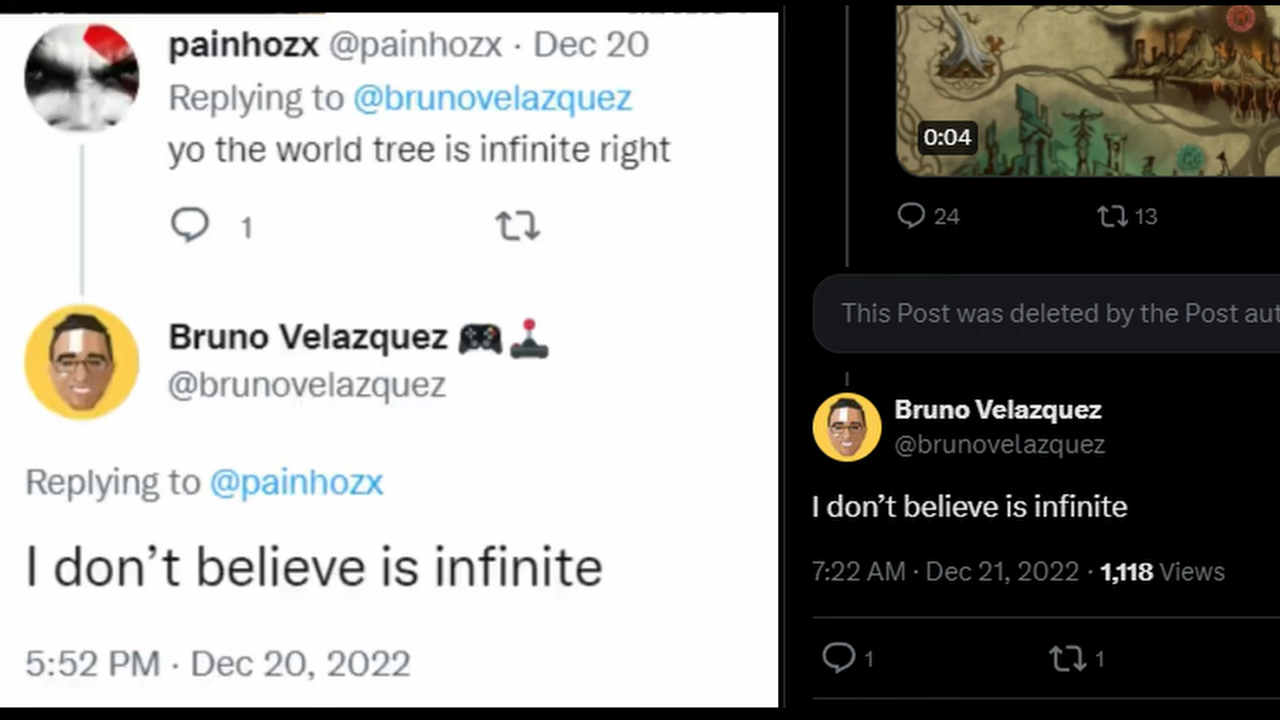 painhozx @painhozx · Dec 20
Replying to @brunovelazquez
yo the world tree is infinite right
1
Bruno Velazquez
@brunovelazquez
Replying to @painhozx
I don’t believe is infinite
5:52 PM · Dec 20, 2022
0:04
24 13
This Post was deleted by the Post aut
Bruno Velazquez
@brunovelazquez
I don’t believe is infinite
7:22 AM · Dec 21, 2022 · 1,118 Views
1 1